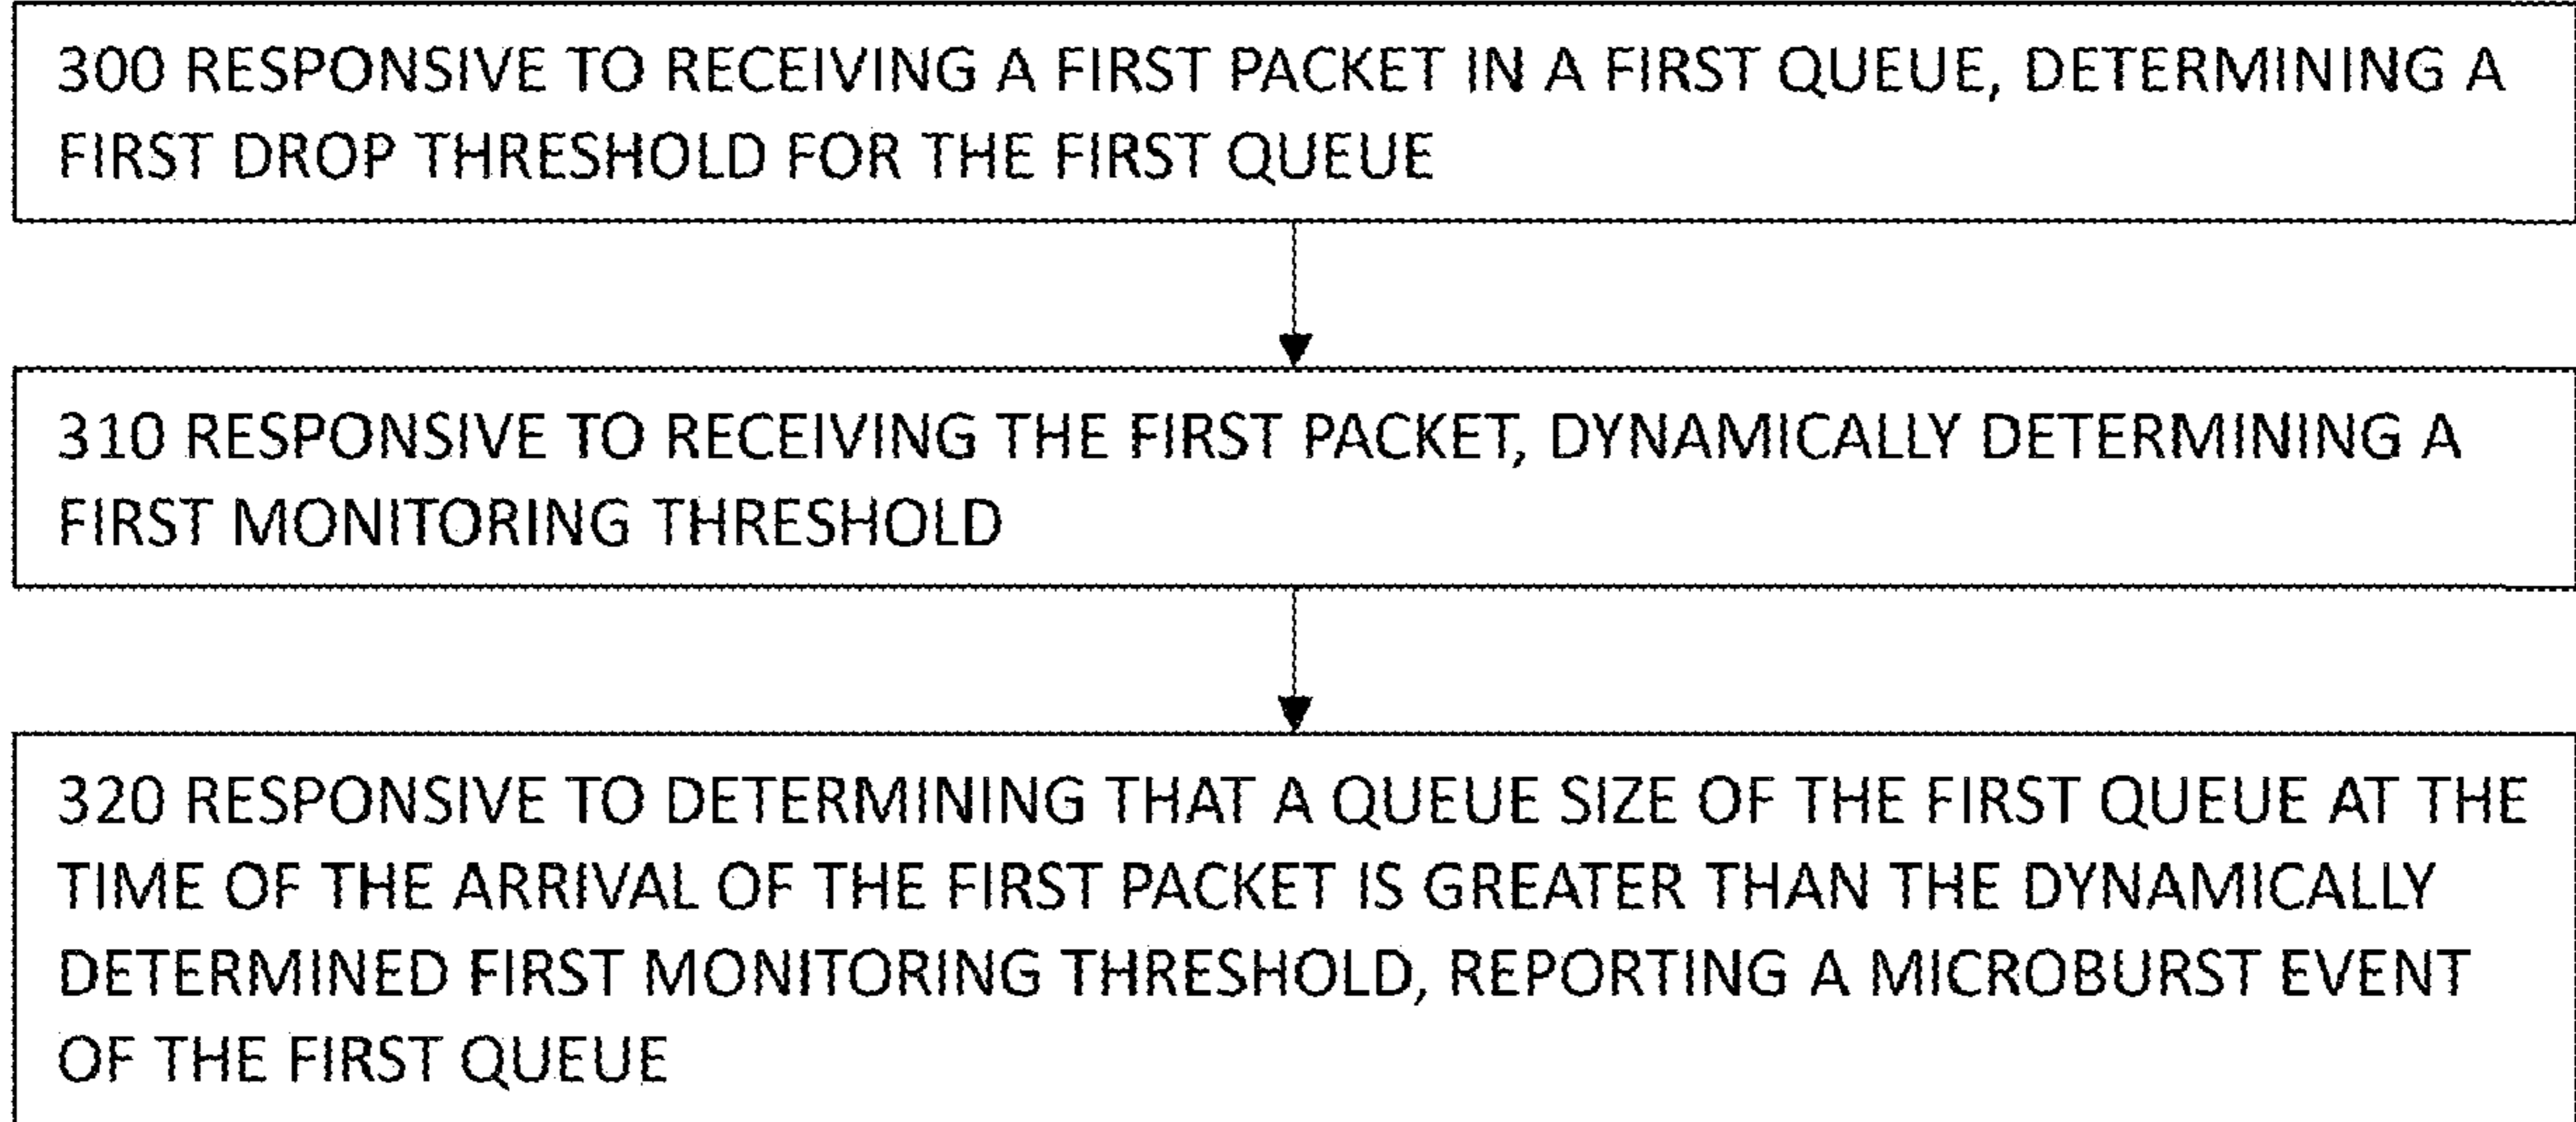 300 RESPONSIVE TO RECEIVING A FIRST PACKET IN A FIRST QUEUE, DETERMINING A
FIRST DROP THRESHOLD FOR THE FIRST QUEUE
310 RESPONSIVE TO RECEIVING THE FIRST PACKET, DYNAMICALLY DETERMINING A
FIRST MONITORING THRESHOLD
320 RESPONSIVE TO DETERMINING THAT A QUEUE SIZE OF THE FIRST QUEUE AT THE
TIME OF THE ARRIVAL OF THE FIRST PACKET IS GREATER THAN THE DYNAMICALLY
DETERMINED FIRST MONITORING THRESHOLD, REPORTING A MICROBURST EVENT
OF THE FIRST QUEUE